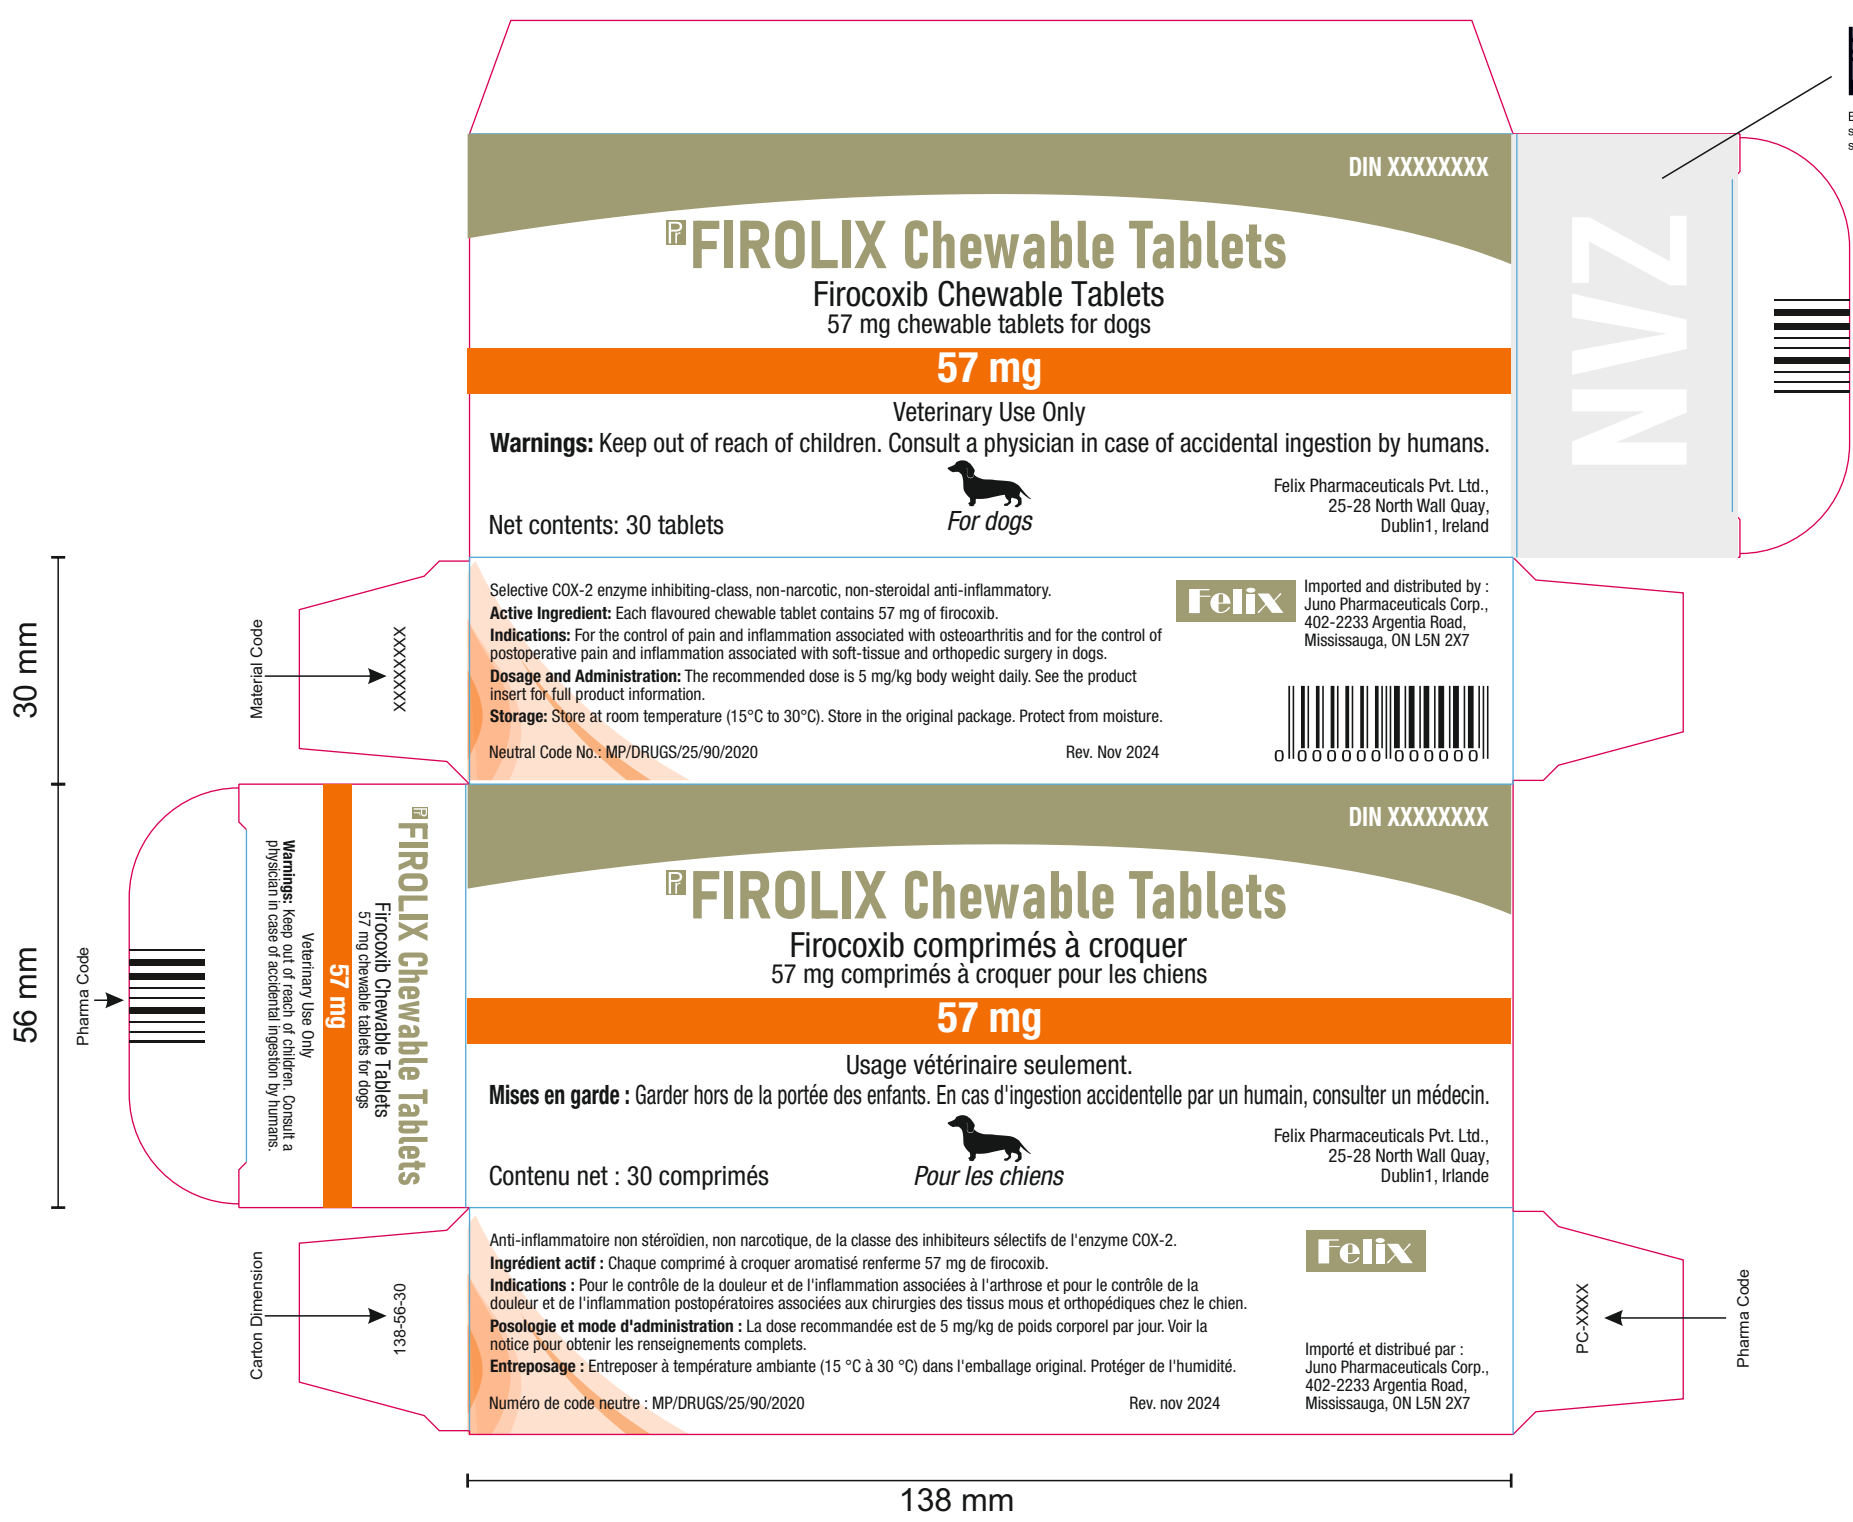 DIN XXXXXXXX
Pr FIROLIX Chewable Tablets
Firocoxib Chewable Tablets
57 mg chewable tablets for dogs
57 mg
Veterinary Use Only
Warnings: Keep out of reach of children. Consult a physician in case of accidental ingestion by humans.
Net contents: 30 tablets
For dogs
Felix Pharmaceuticals Pvt. Ltd.,
25-28 North Wall Quay,
Dublin1, Ireland
NVZ
30 mm
Material Code
XXXXXXXX
Selective COX-2 enzyme inhibiting-class, non-narcotic, non-steroidal anti-inflammatory.
Active Ingredient: Each flavoured chewable tablet contains 57 mg of firocoxib.
Indications: For the control of pain and inflammation associated with osteoarthritis and for the control of
postoperative pain and inflammation associated with soft-tissue and orthopedic surgery in dogs.
Dosage and Administration: The recommended dose is 5 mg/kg body weight daily. See the product
insert for full product information.
Storage: Store at room temperature (15°C to 30°C). Store in the original package. Protect from moisture.
Neutral Code No.: MP/DRUGS/25/90/2020
Rev. Nov 2024
Felix
Imported and distributed by :
Juno Pharmaceuticals Corp.,
402-2233 Argentia Road,
Mississauga, ON L5N 2X7
0 000000 000000
56 mm
Pharma Code
Pr FIROLIX Chewable Tablets
Firocoxib Chewable Tablets
57 mg chewable tablets for dogs
57 mg
Veterinary Use Only
Warnings: Keep out of reach of children. Consult a
physician in case of accidental ingestion by humans.
DIN XXXXXXXX
Pr FIROLIX Chewable Tablets
Firocoxib comprimés à croquer
57 mg comprimés à croquer pour les chiens
57 mg
Usage vétérinaire seulement.
Mises en garde : Garder hors de la portée des enfants. En cas d'ingestion accidentelle par un humain, consulter un médecin.
Contenu net : 30 comprimés
Pour les chiens
Felix Pharmaceuticals Pvt. Ltd.,
25-28 North Wall Quay,
Dublin1, Irlande
Carton Dimension
138-56-30
Anti-inflammatoire non stéroïdien, non narcotique, de la classe des inhibiteurs sélectifs de l'enzyme COX-2.
Ingrédient actif : Chaque comprimé à croquer aromatisé renferme 57 mg de firocoxib.
Indications : Pour le contrôle de la douleur et de l'inflammation associées à l'arthrose et pour le contrôle de la
douleur et de l'inflammation postopératoires associées aux chirurgies des tissus mous et orthopédiques chez le chien.
Posologie et mode d'administration : La dose recommandée est de 5 mg/kg de poids corporel par jour. Voir la
notice pour obtenir les renseignements complets.
Entreposage : Entreposer à température ambiante (15 °C à 30 °C) dans l'emballage original. Protéger de l'humidité.
Numéro de code neutre : MP/DRUGS/25/90/2020
Rev. nov 2024
Felix
Importé et distribué par :
Juno Pharmaceuticals Corp.,
402-2233 Argentia Road,
Mississauga, ON L5N 2X7
PC-XXXX
Pharma Code
138 mm